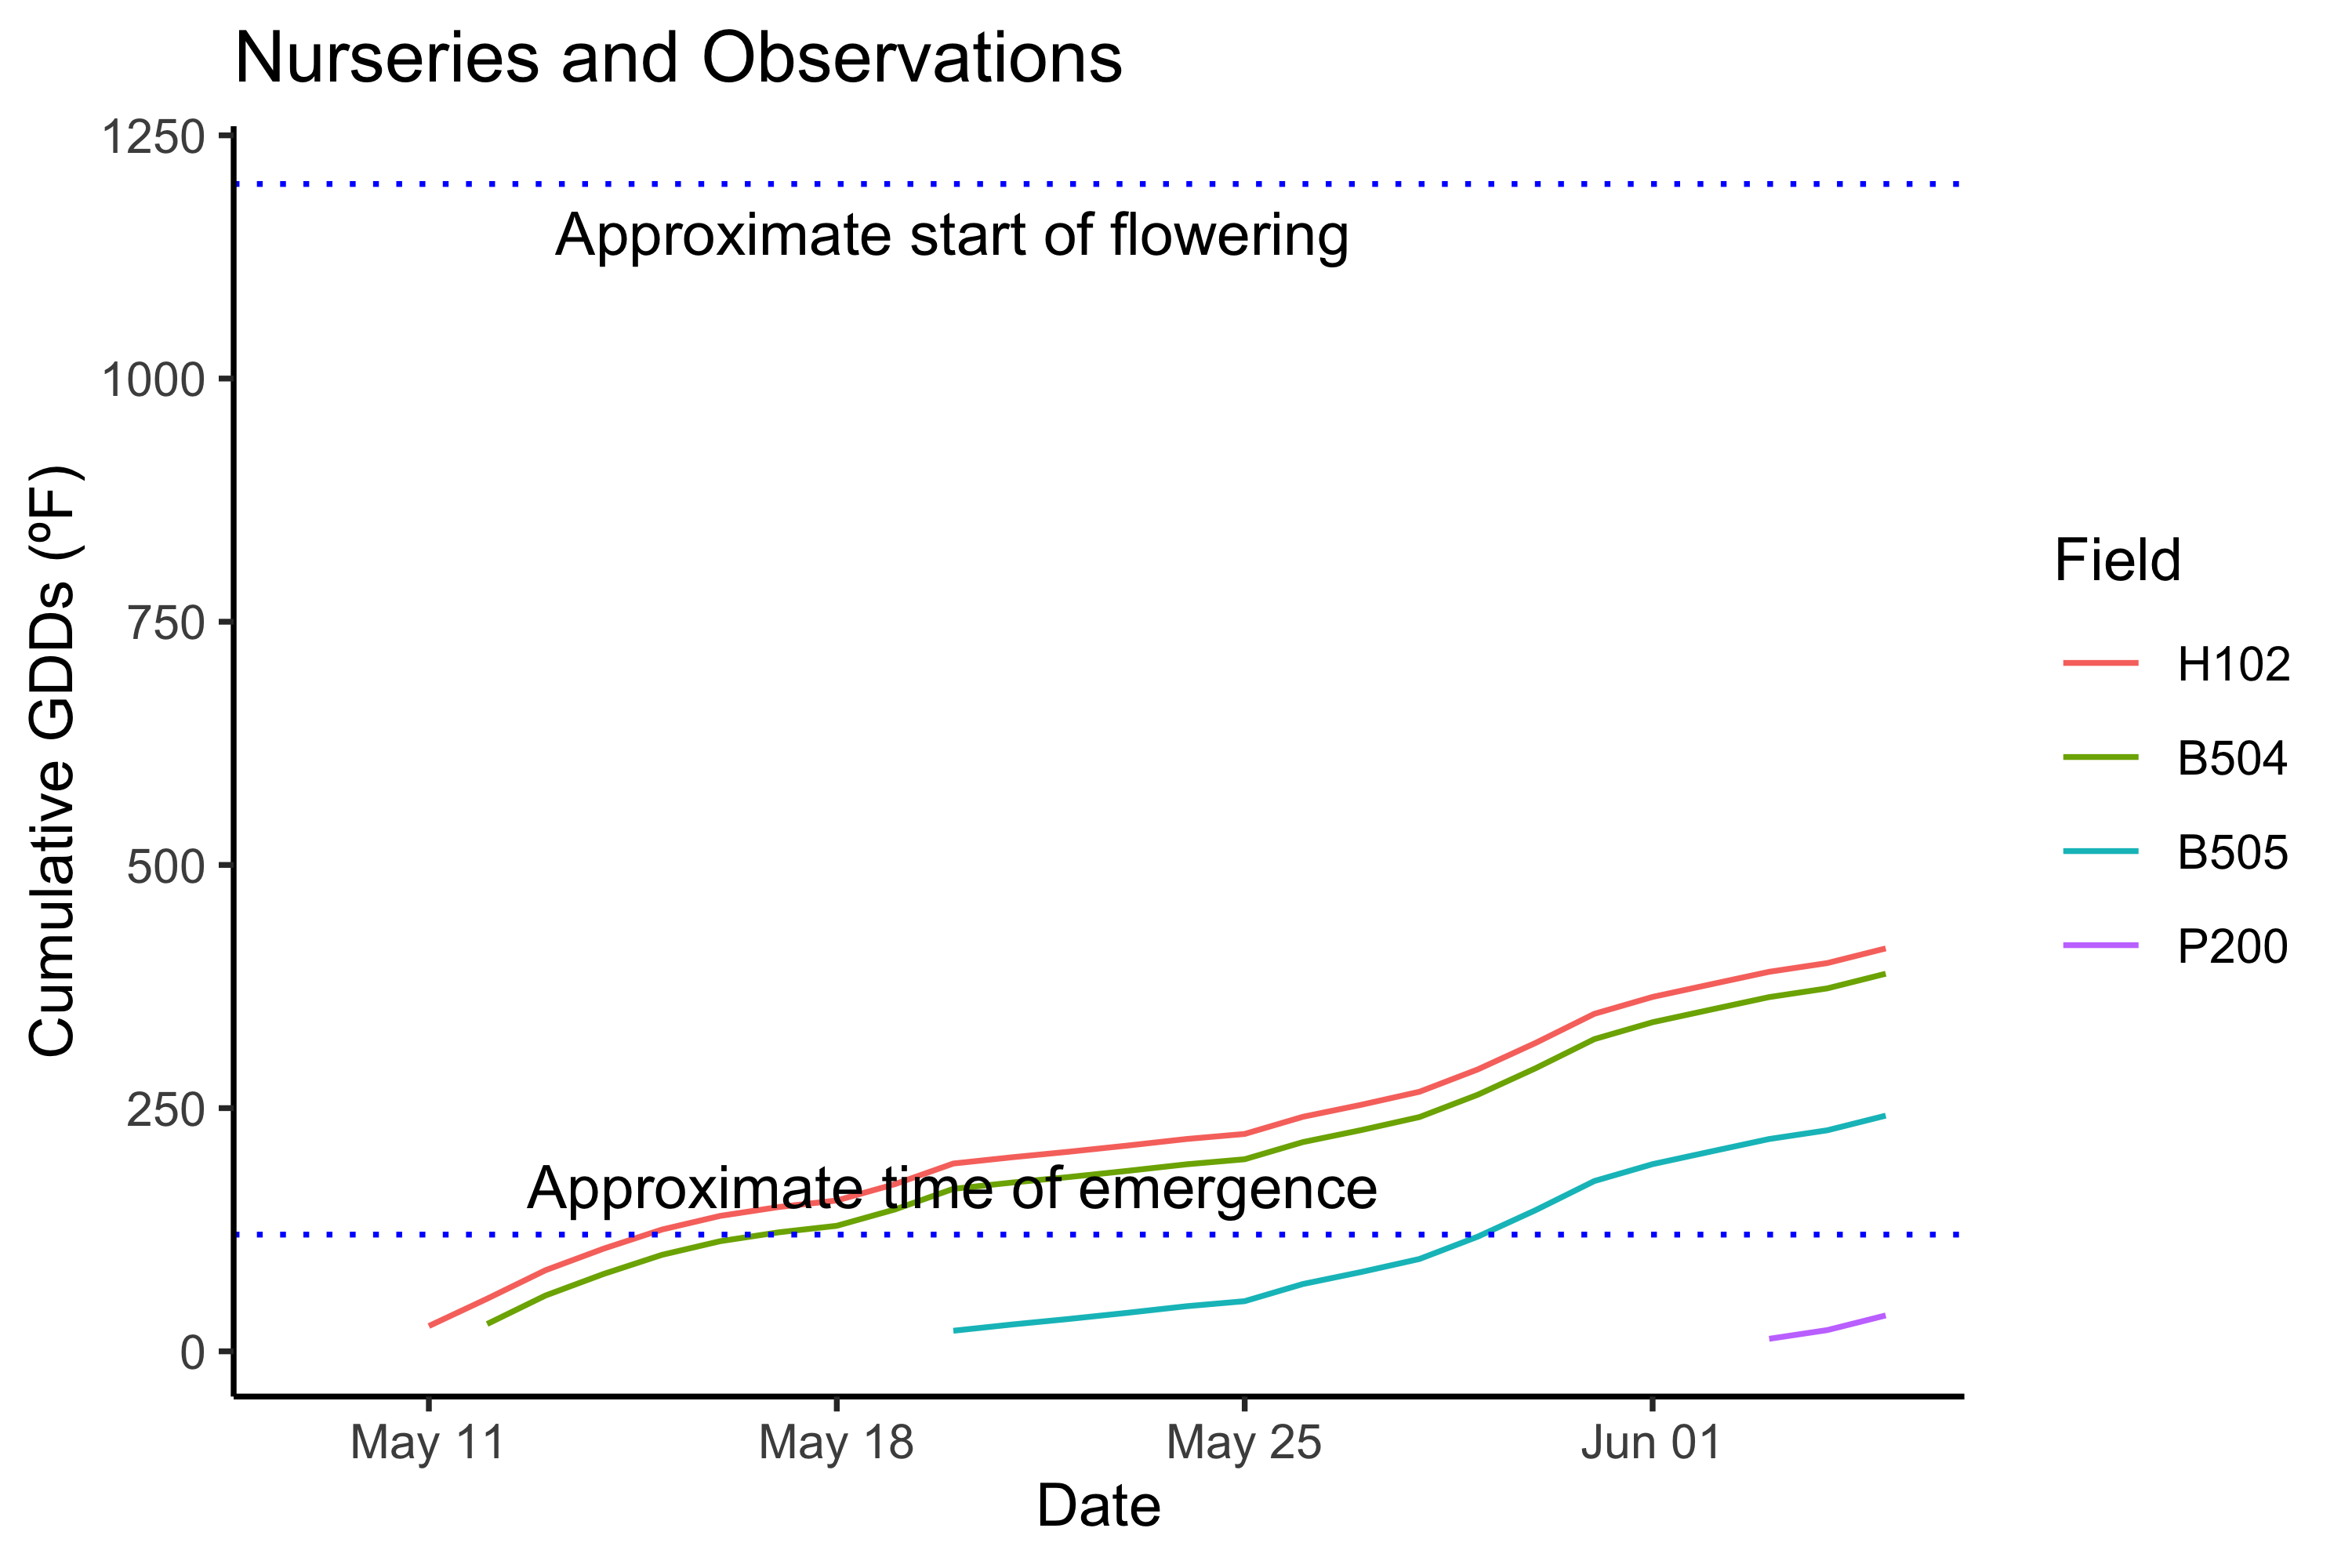 Nurseries and Observations
1250
1000
750
500
250
0
Cumulative GDDs (ºF)
Approximate start of flowering
Approximate time of emergence
May 11
May 18
May 25
Jun 01
Date
Field
H102
B504
B505
P200